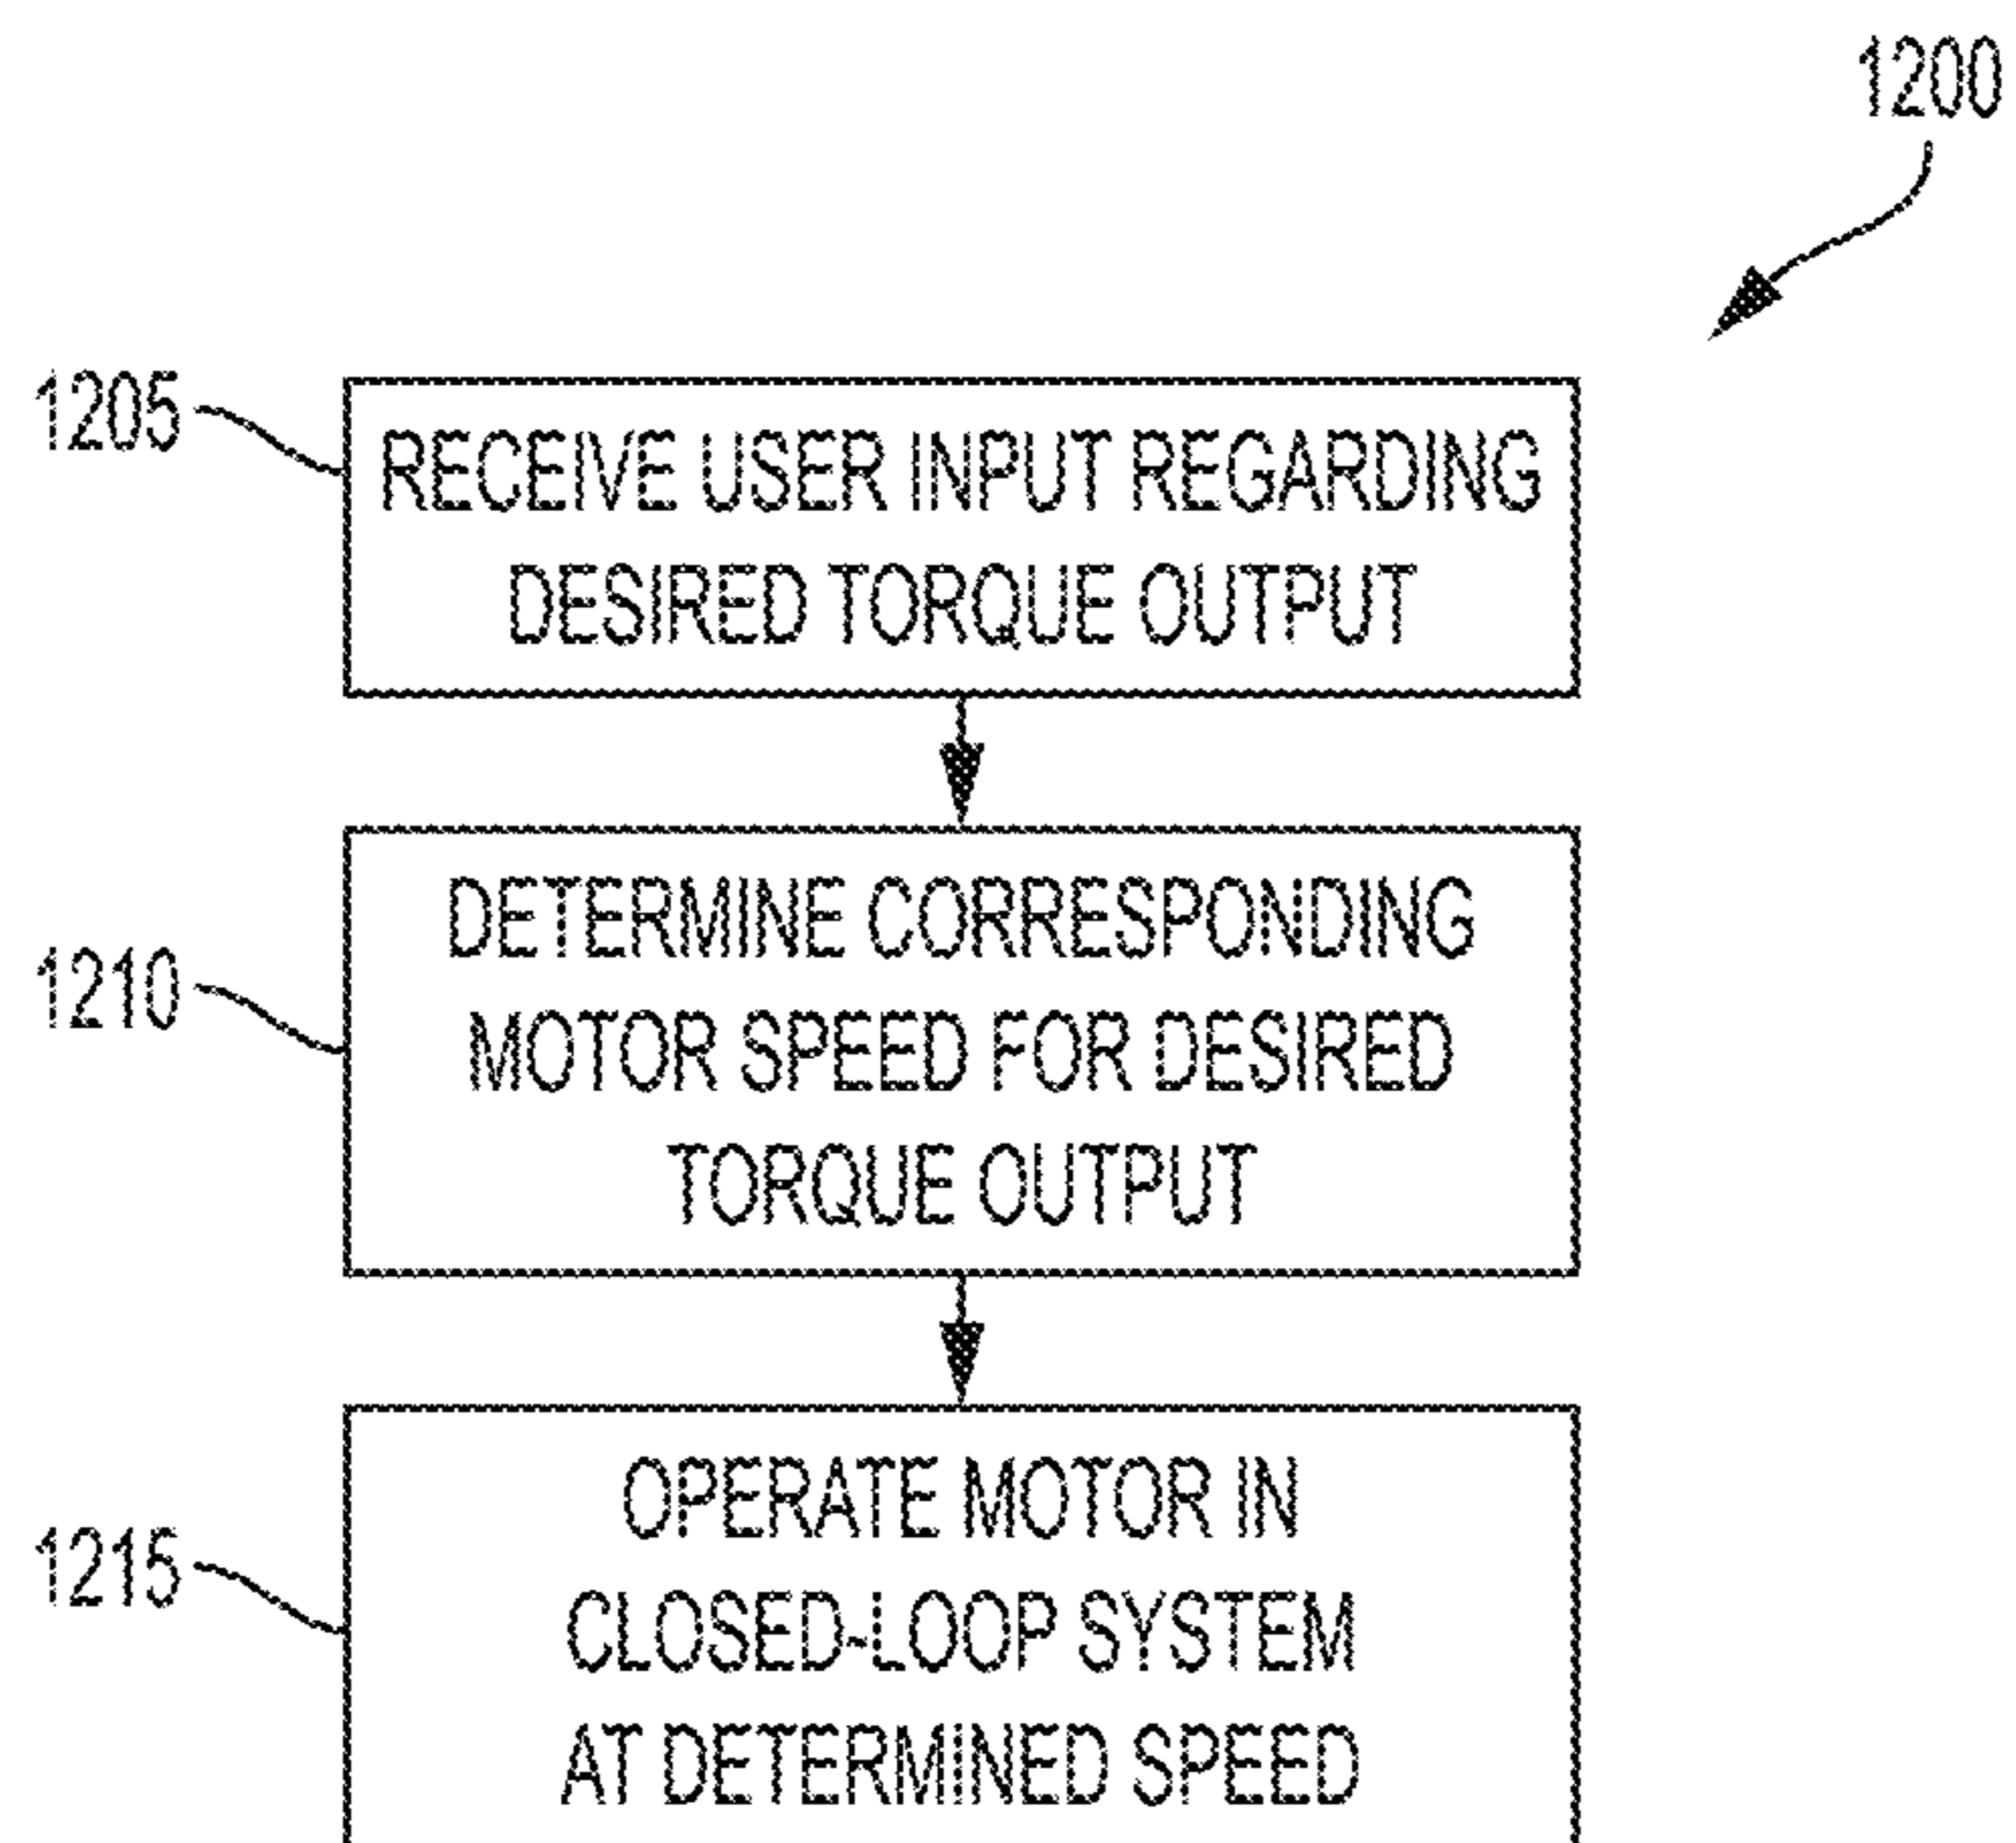 1200
1205
RECEIVE USER INPUT REGARDING
DESIRED TORQUE OUTPUT
1210
DETERMINE CORRESPONDING
MOTOR SPEED FOR DESIRED
TORQUE OUTPUT
1215
OPERATE MOTOR IN
CLOSED-LOOP SYSTEM
AT DETERMINED SPEED